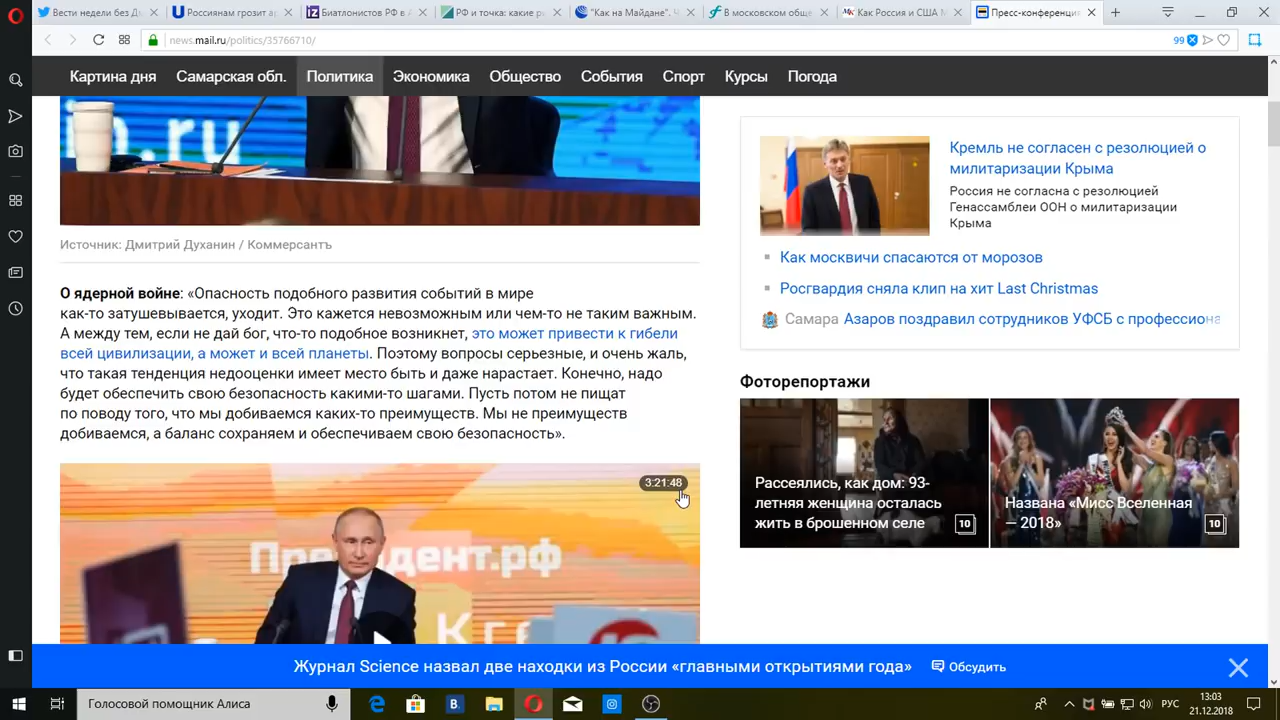 Вести недели без Дь
Россиянам грозит ар
Биатлонистов РФ в А
РФ и точка: какие ро
"Как на Майдане". Ч
В московском обще
Как Россия и США М
Пресс-конференция
news.mail.ru/politics/35766710/
99
Картина дня Самарская обл. Политика Экономика Общество События Спорт Курсы Погода
Источник: Дмитрий Духанин / Коммерсантъ
О ядерной войне: «Опасность подобного развития событий в мире
как-то затушевывается, уходит. Это кажется невозможным или чем-то не таким важным.
А между тем, если не дай бог, что-то подобное возникнет, это может привести к гибели
всей цивилизации, а может и всей планеты. Поэтому вопросы серьезные, и очень жаль,
что такая тенденция недооценки имеет место быть и даже нарастает. Конечно, надо
будет обеспечить свою безопасность какими-то шагами. Пусть потом не пищат
по поводу того, что мы добиваемся каких-то преимуществ. Мы не преимуществ
добиваемся, а баланс сохраняем и обеспечиваем свою безопасность».
3:21:48
Президент.рф
Кремль не согласен с резолюцией о
милитаризации Крыма
Россия не согласна с резолюцией
Генассамблеи ООН о милитаризации
Крыма
Как москвичи спасаются от морозов
Росгвардия сняла клип на хит Last Christmas
Самара Азаров поздравил сотрудников УФСБ с профессиона
Фоторепортажи
Рассеялись, как дом: 93-
летняя женщина осталась
жить в брошенном селе
10
Названа «Мисс Вселенная
— 2018»
10
Журнал Science назвал две находки из России «главными открытиями года» Обсудить
Голосовой помощник Алиса
РУС
13:03
21.12.2018